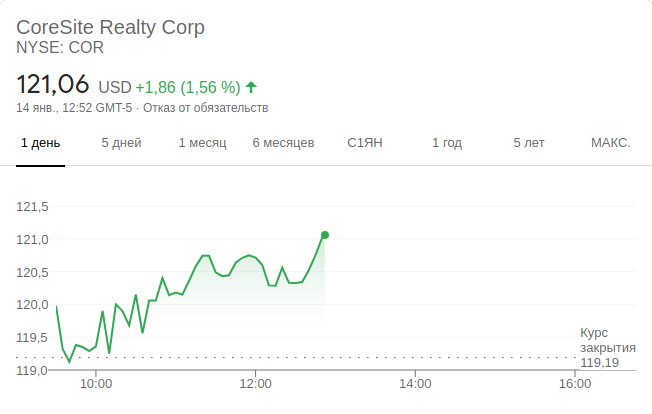 CoreSite Realty Corp
NYSE: COR
121,06 USD +1,86 (1,56 %)
14 янв., 12:52 GMT-5 · Отказ от обязательств
1 день 5 дней 1 месяц 6 месяцев С1ЯН 1 год 5 лет МАКС.
121,5
121,0
120,5
120,0
119,5
119,0
Курс
закрытия
119,19
10:00 12:00 14:00 16:00